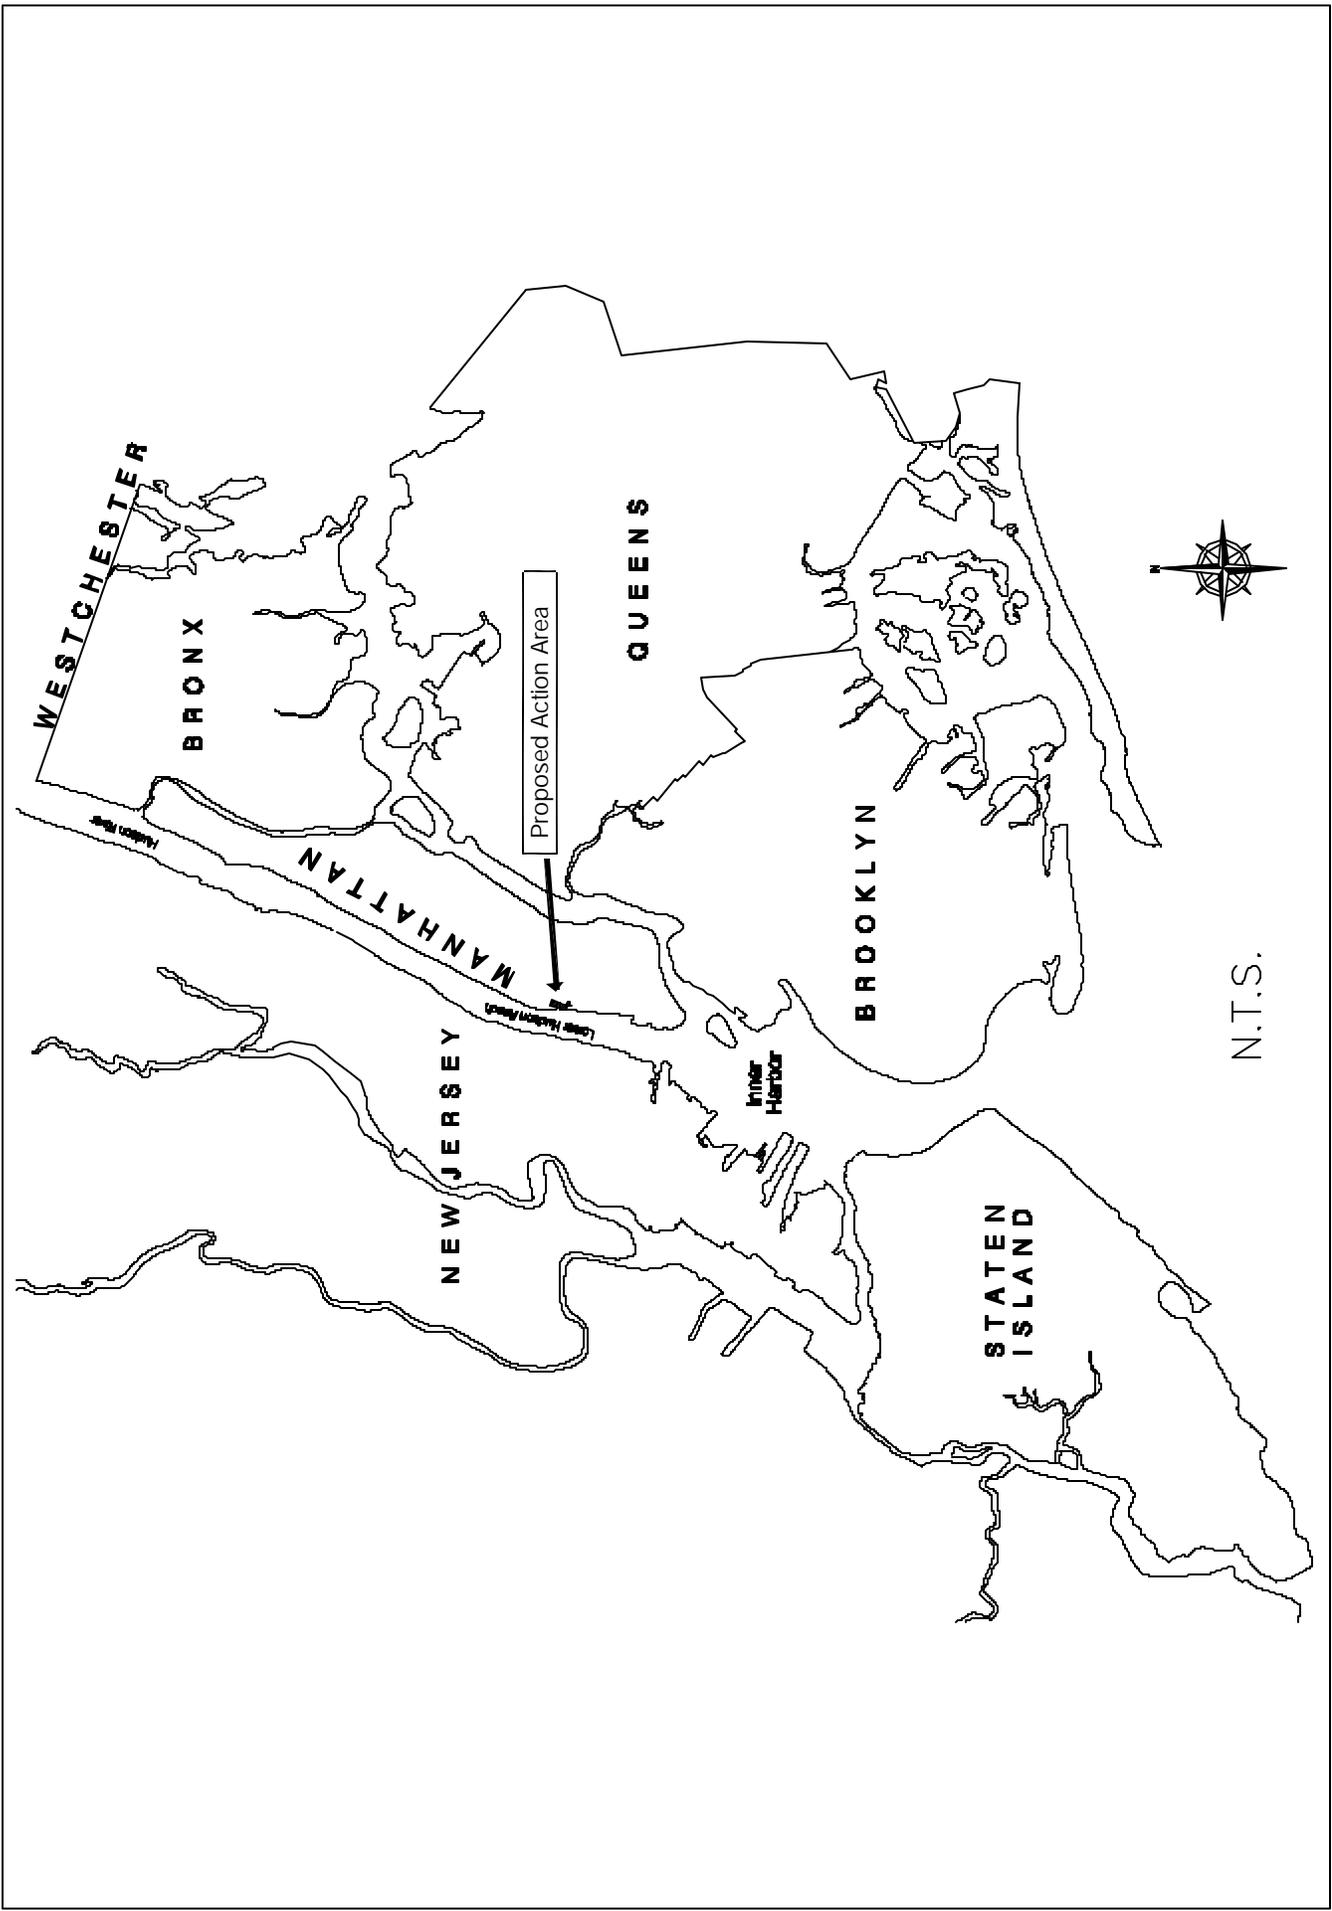 WESTCHESTER
BRONX
Hudson River
MANHATTAN
NEW JERSEY
Lower Hudson Reach
Proposed Action Area
QUEENS
Inner
Harbor
BROOKLYN
STATEN
ISLAND
N
N.T.S.